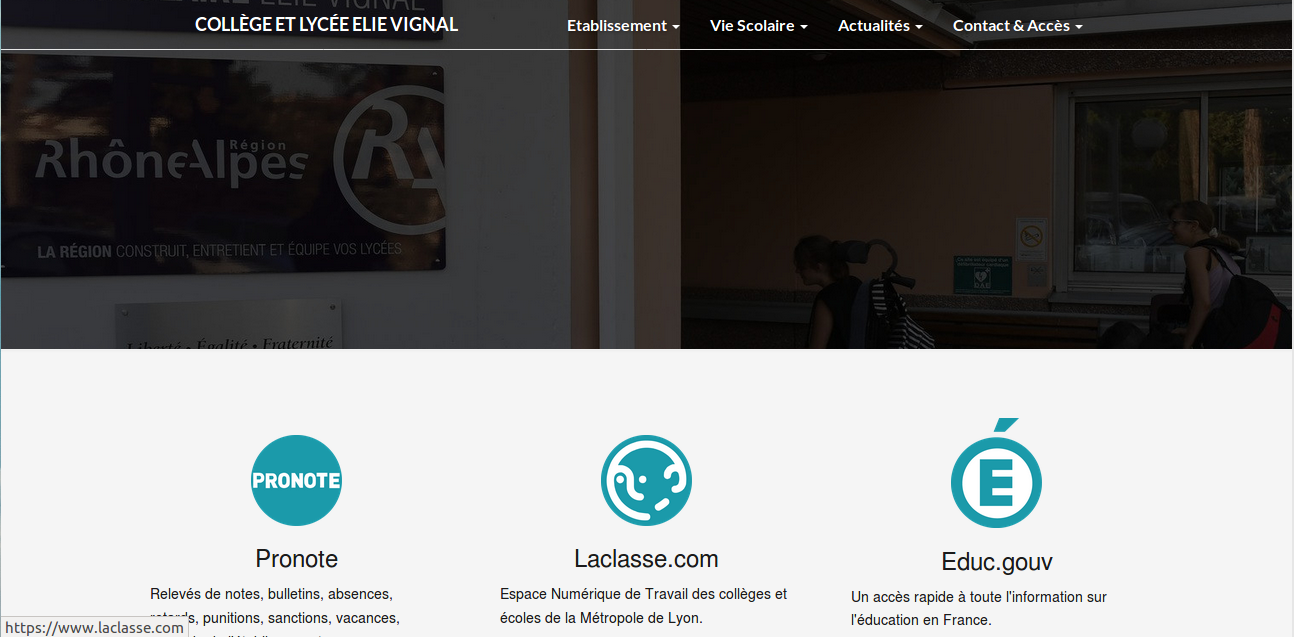 COLLÈGE ET LYCÉE ELIE VIGNAL
Etablissement
Vie Scolaire
Actualités
Contact & Accès
ELIE VIGNAL
Région
RhôneAlpes
RA
LA RÉGION CONSTRUIT, ENTRETIENT ET ÉQUIPE VOS LYCÉES
Liberté • Égalité • Fraternité
DAE
PRONOTE
É
Pronote
Relevés de notes, bulletins, absences,
retards, punitions, sanctions, vacances,
Laclasse.com
Espace Numérique de Travail des collèges et
écoles de la Métropole de Lyon.
Educ.gouv
Un accès rapide à toute l'information sur
l'éducation en France.
https://www.laclasse.com